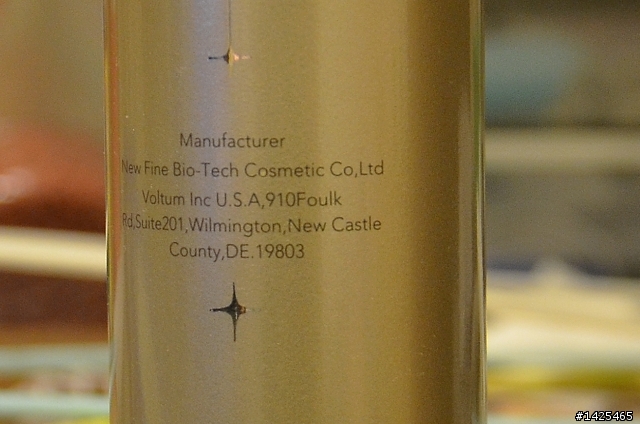 Manufacturer
New Fine Bio-Tech Cosmetic Co,Ltd
Voltum Inc U.S.A,910Foulk
Rd,Suite201,Wilmington,New Castle
County,DE.19803
#1425465